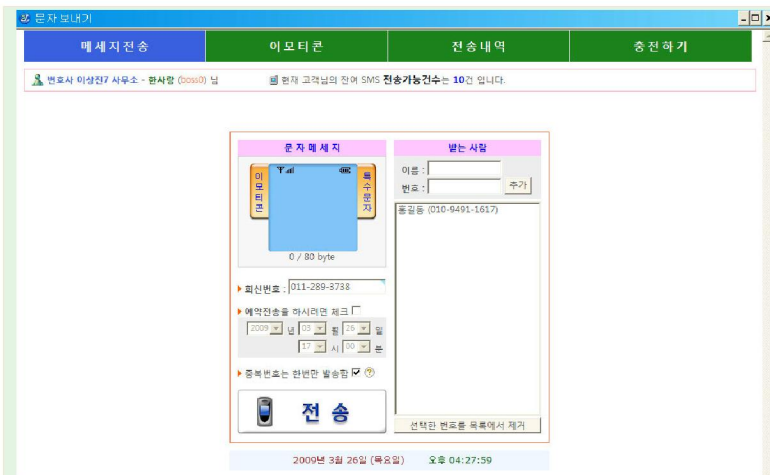 문자보내기
메세지전송 이모티콘 전송내역 충전하기
변호사 이상진7 사무소 - 한사랑 (boss0) 님 현재 고객님의 잔여 SMS 전송가능건수는 10건 입니다.
문자메세지
이모티콘
특수문자
0 / 80 byte
회신번호 : 011-289-3738
예약전송을 하시려면 체크
2009 년 03 월 26 일
17 시 00 분
중복번호는 한번만 발송함
전송
받는 사람
이름 :
번호 : 추가
홍길동 (010-9491-1617)
선택한 번호를 목록에서 제거
2009년 3월 26일 (목요일) 오후 04:27:59